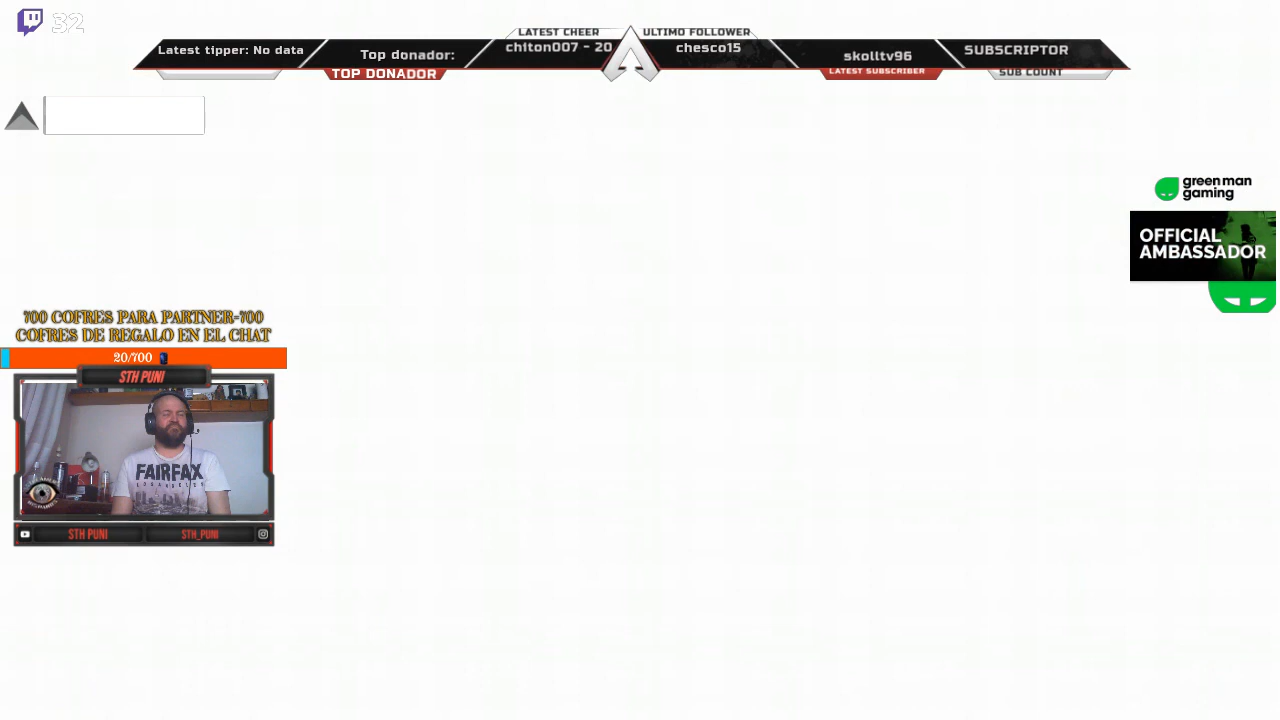 32
LATEST CHEER
ULTIMO FOLLOWER
Latest tipper: No data
Top donador:
chiton007 - 20
chesco15
skolltv96
SUBSCRIPTOR
TOP DONADOR
LATEST SUBSCRIBER
SUB COUNT
green man
gaming
OFFICIAL
AMBASSADOR
700 COFRES PARA PARTNER-700
COFRES DE REGALO EN EL CHAT
20/700
STH PUNI
FAIRFAX
LOS ANGELES
STH PUNI
STH_PUNI